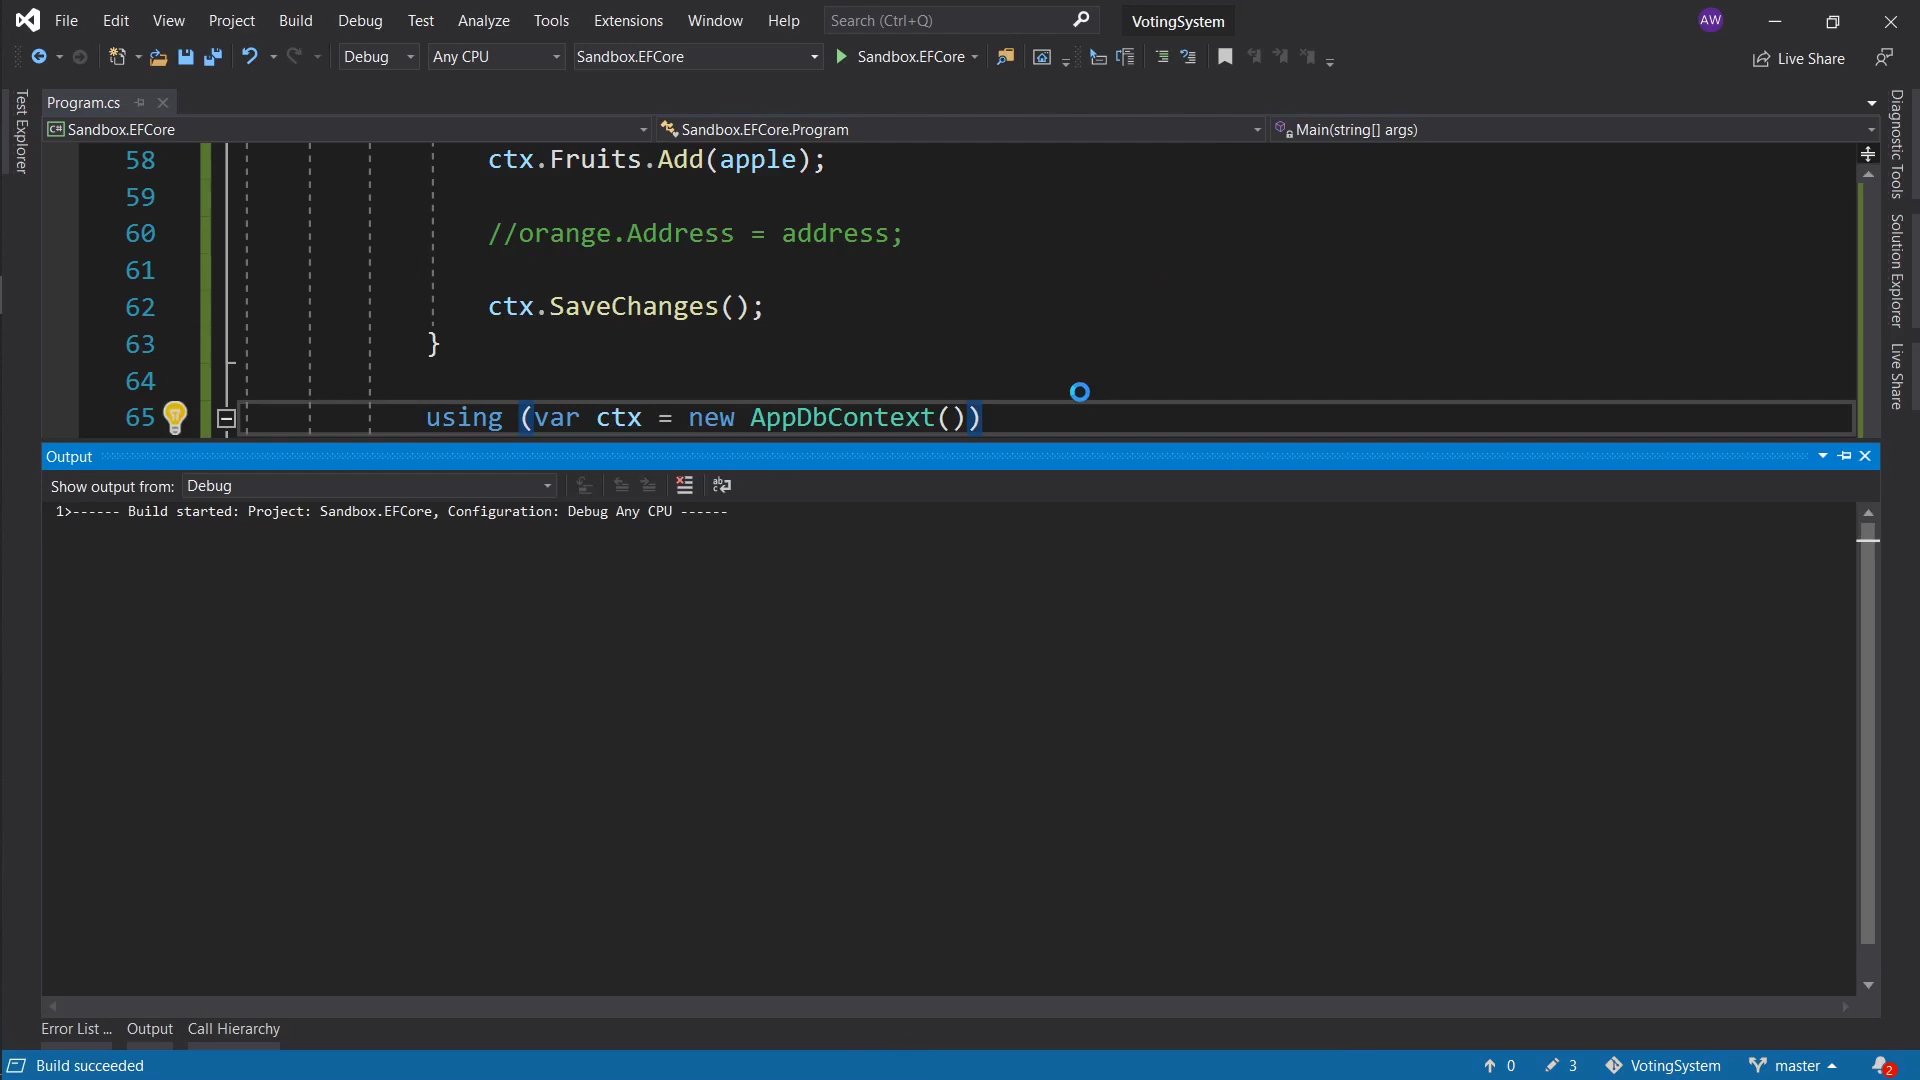 File Edit View Project Build Debug Test Analyze Tools Extensions Window Help Search (Ctrl+Q) VotingSystem AW
Debug Any CPU Sandbox.EFCore Sandbox.EFCore Live Share
Program.cs
Sandbox.EFCore Sandbox.EFCore.Program Main(string[] args)
Test Explorer
58 ctx.Fruits.Add(apple);
59
60 //orange.Address = address;
61
62 ctx.SaveChanges();
63 }
64
65 using (var ctx = new AppDbContext())
Diagnostic Tools
Solution Explorer
Live Share
Output
Show output from: Debug
1>------ Build started: Project: Sandbox.EFCore, Configuration: Debug Any CPU ------
Error List ... Output Call Hierarchy
Build succeeded 0 3 VotingSystem master 2